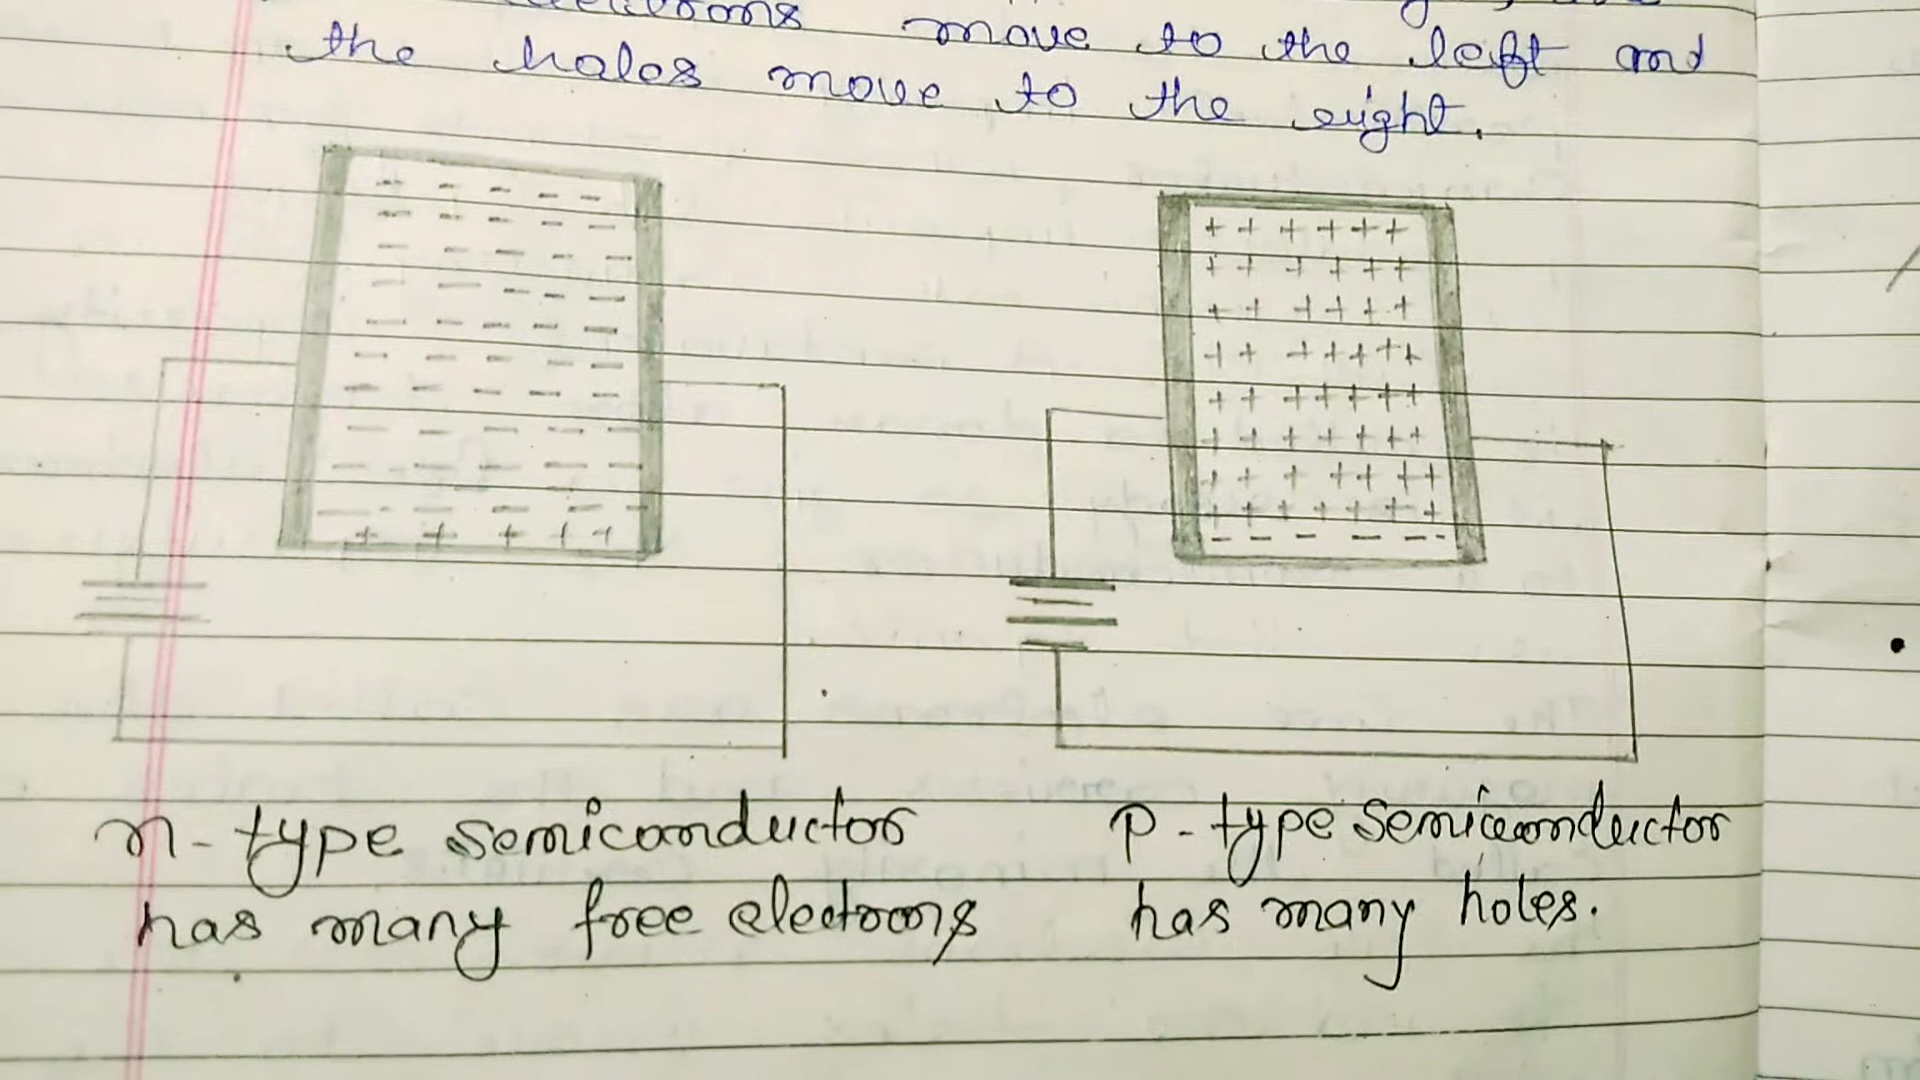 move to the left and
the holes move to the right.
n-type semiconductor
has many free electrons
P-type semiconductor
has many holes.